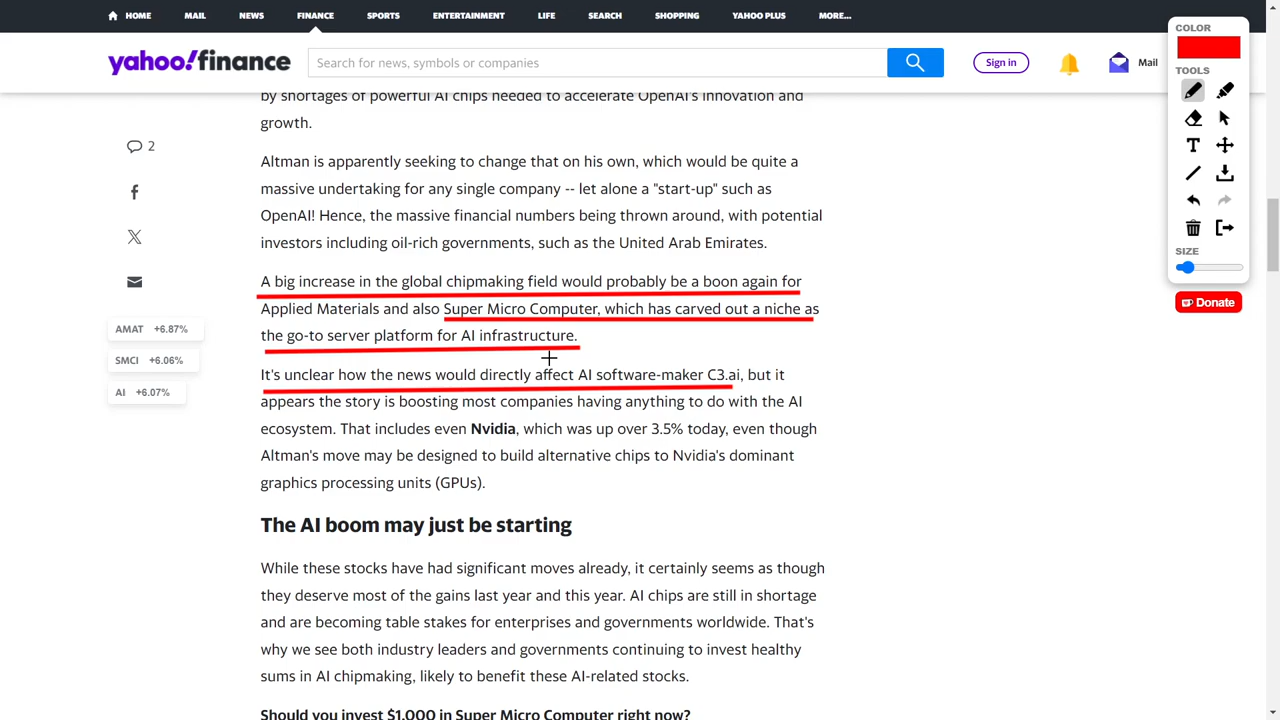 HOME MAIL NEWS FINANCE SPORTS ENTERTAINMENT LIFE SEARCH SHOPPING YAHOO PLUS MORE...
yahoo!finance Search for news, symbols or companies Sign in Mail
by shortages of powerful AI chips needed to accelerate OpenAI's innovation and
growth.
2
Altman is apparently seeking to change that on his own, which would be quite a
massive undertaking for any single company -- let alone a "start-up" such as
OpenAI! Hence, the massive financial numbers being thrown around, with potential
investors including oil-rich governments, such as the United Arab Emirates.
A big increase in the global chipmaking field would probably be a boon again for
Applied Materials and also Super Micro Computer, which has carved out a niche as
the go-to server platform for AI infrastructure.
AMAT +6.87%
SMCI +6.06%
AI +6.07%
It's unclear how the news would directly affect AI software-maker C3.ai, but it
appears the story is boosting most companies having anything to do with the AI
ecosystem. That includes even Nvidia, which was up over 3.5% today, even though
Altman's move may be designed to build alternative chips to Nvidia's dominant
graphics processing units (GPUs).
The AI boom may just be starting
While these stocks have had significant moves already, it certainly seems as though
they deserve most of the gains last year and this year. AI chips are still in shortage
and are becoming table stakes for enterprises and governments worldwide. That's
why we see both industry leaders and governments continuing to invest healthy
sums in AI chipmaking, likely to benefit these AI-related stocks.
Should you invest $1,000 in Super Micro Computer right now?
COLOR
TOOLS
T
SIZE
Donate